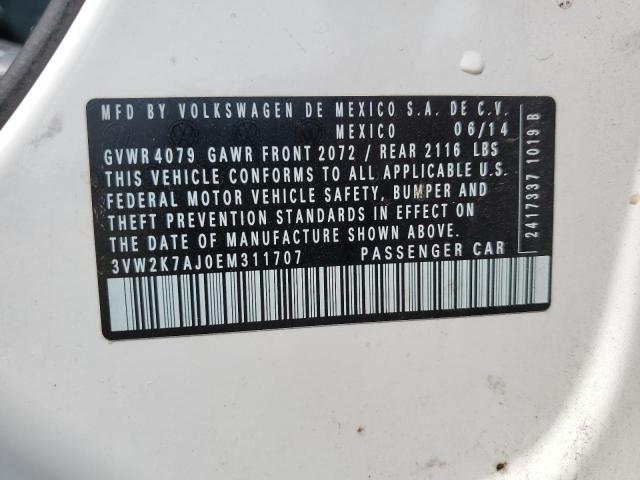 MFD BY VOLKSWAGEN DE MEXICO S.A. DE C.V.
MEXICO 06/14
GVWR 4079 GAWR FRONT 2072 / REAR 2116 LBS
THIS VEHICLE CONFORMS TO ALL APPLICABLE U.S.
FEDERAL MOTOR VEHICLE SAFETY, BUMPER AND
THEFT PREVENTION STANDARDS IN EFFECT ON
THE DATE OF MANUFACTURE SHOWN ABOVE.
3VW2K7AJ0EM311707 PASSENGER CAR
2417337 1019 B